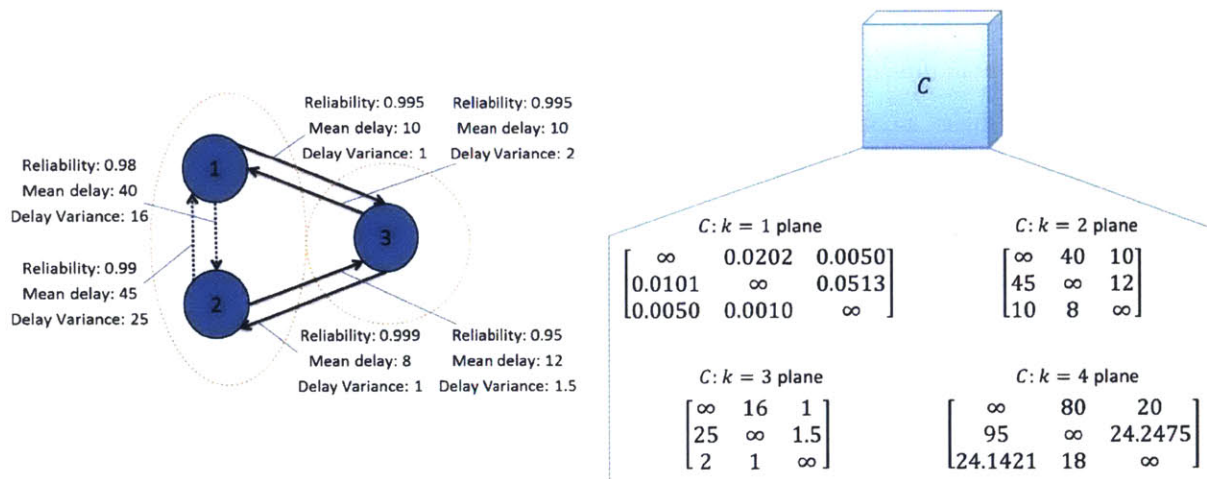 Reliability: 0.995
Mean delay: 10
Delay Variance: 1
Reliability: 0.995
Mean delay: 10
Delay Variance: 2
Reliability: 0.98
Mean delay: 40
Delay Variance: 16
1
3
Reliability: 0.99
Mean delay: 45
Delay Variance: 25
2
Reliability: 0.999
Mean delay: 8
Delay Variance: 1
Reliability: 0.95
Mean delay: 12
Delay Variance: 1.5
C
C: k = 1 plane
∞ 0.0202 0.0050
0.0101 ∞ 0.0513
0.0050 0.0010 ∞
C: k = 2 plane
∞ 40 10
45 ∞ 12
10 8 ∞
C: k = 3 plane
∞ 16 1
25 ∞ 1.5
2 1 ∞
C: k = 4 plane
∞ 80 20
95 ∞ 24.2475
24.1421 18 ∞